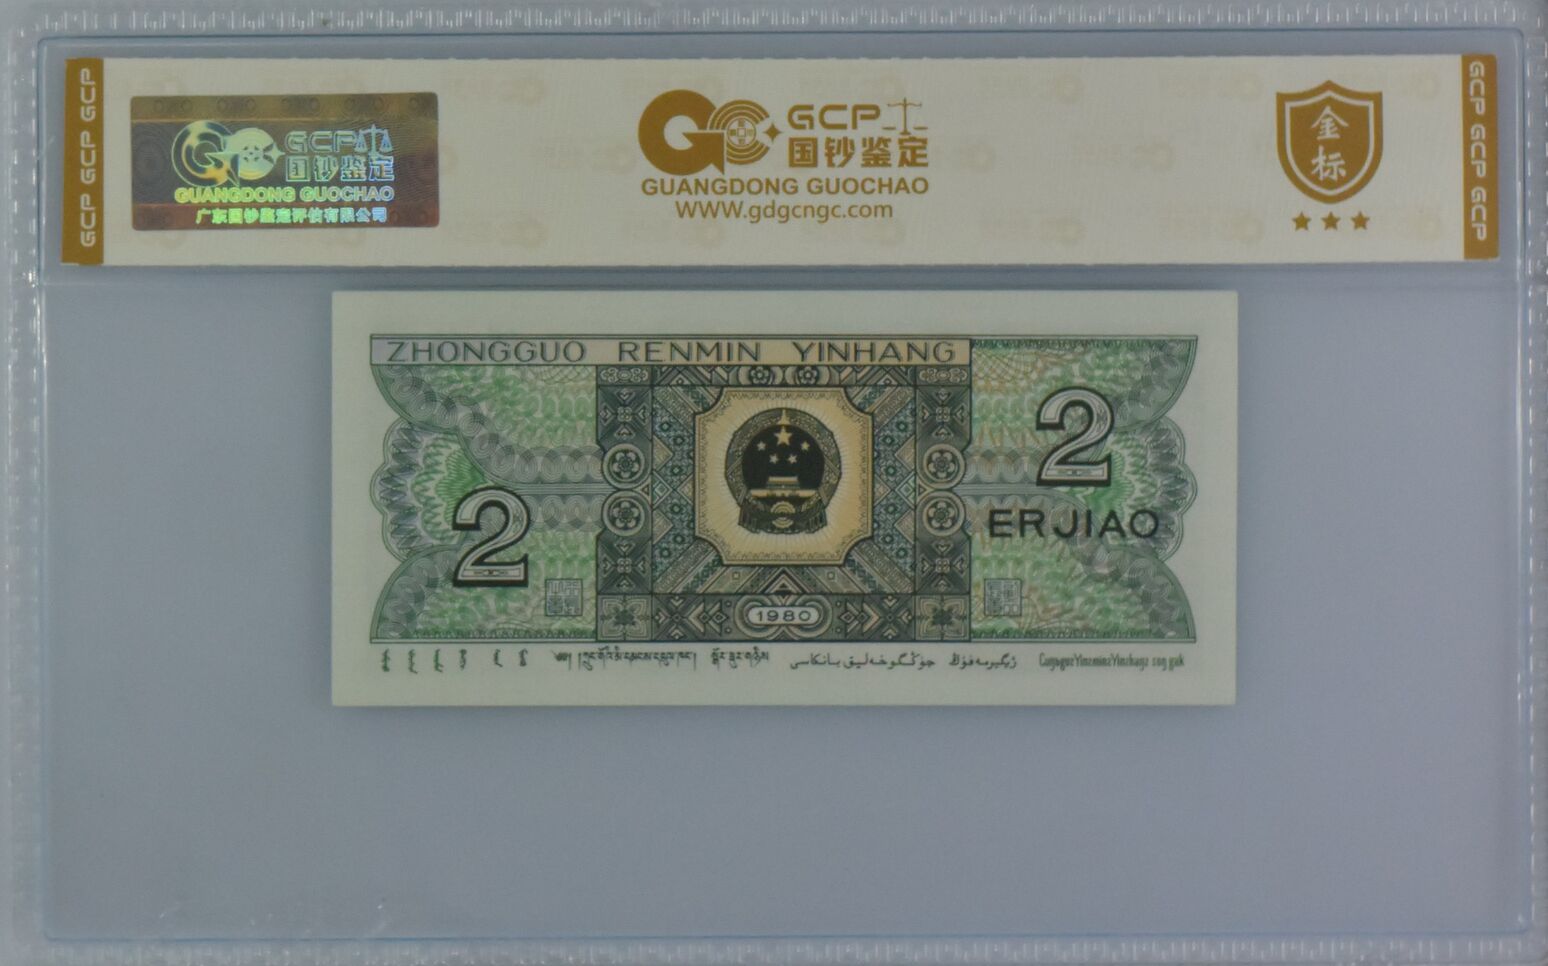 GCP GCP GCP
GCP
国钞鉴定
GUANGDONG GUOCHAO
广东国钞鉴定评估有限公司
GCP
国钞鉴定
GUANGDONG GUOCHAO
WWW.gdgcngc.com
金
标
GCP GCP GCP
ZHONGGUO RENMIN YINHANG
2
ERJIAO
2
1980